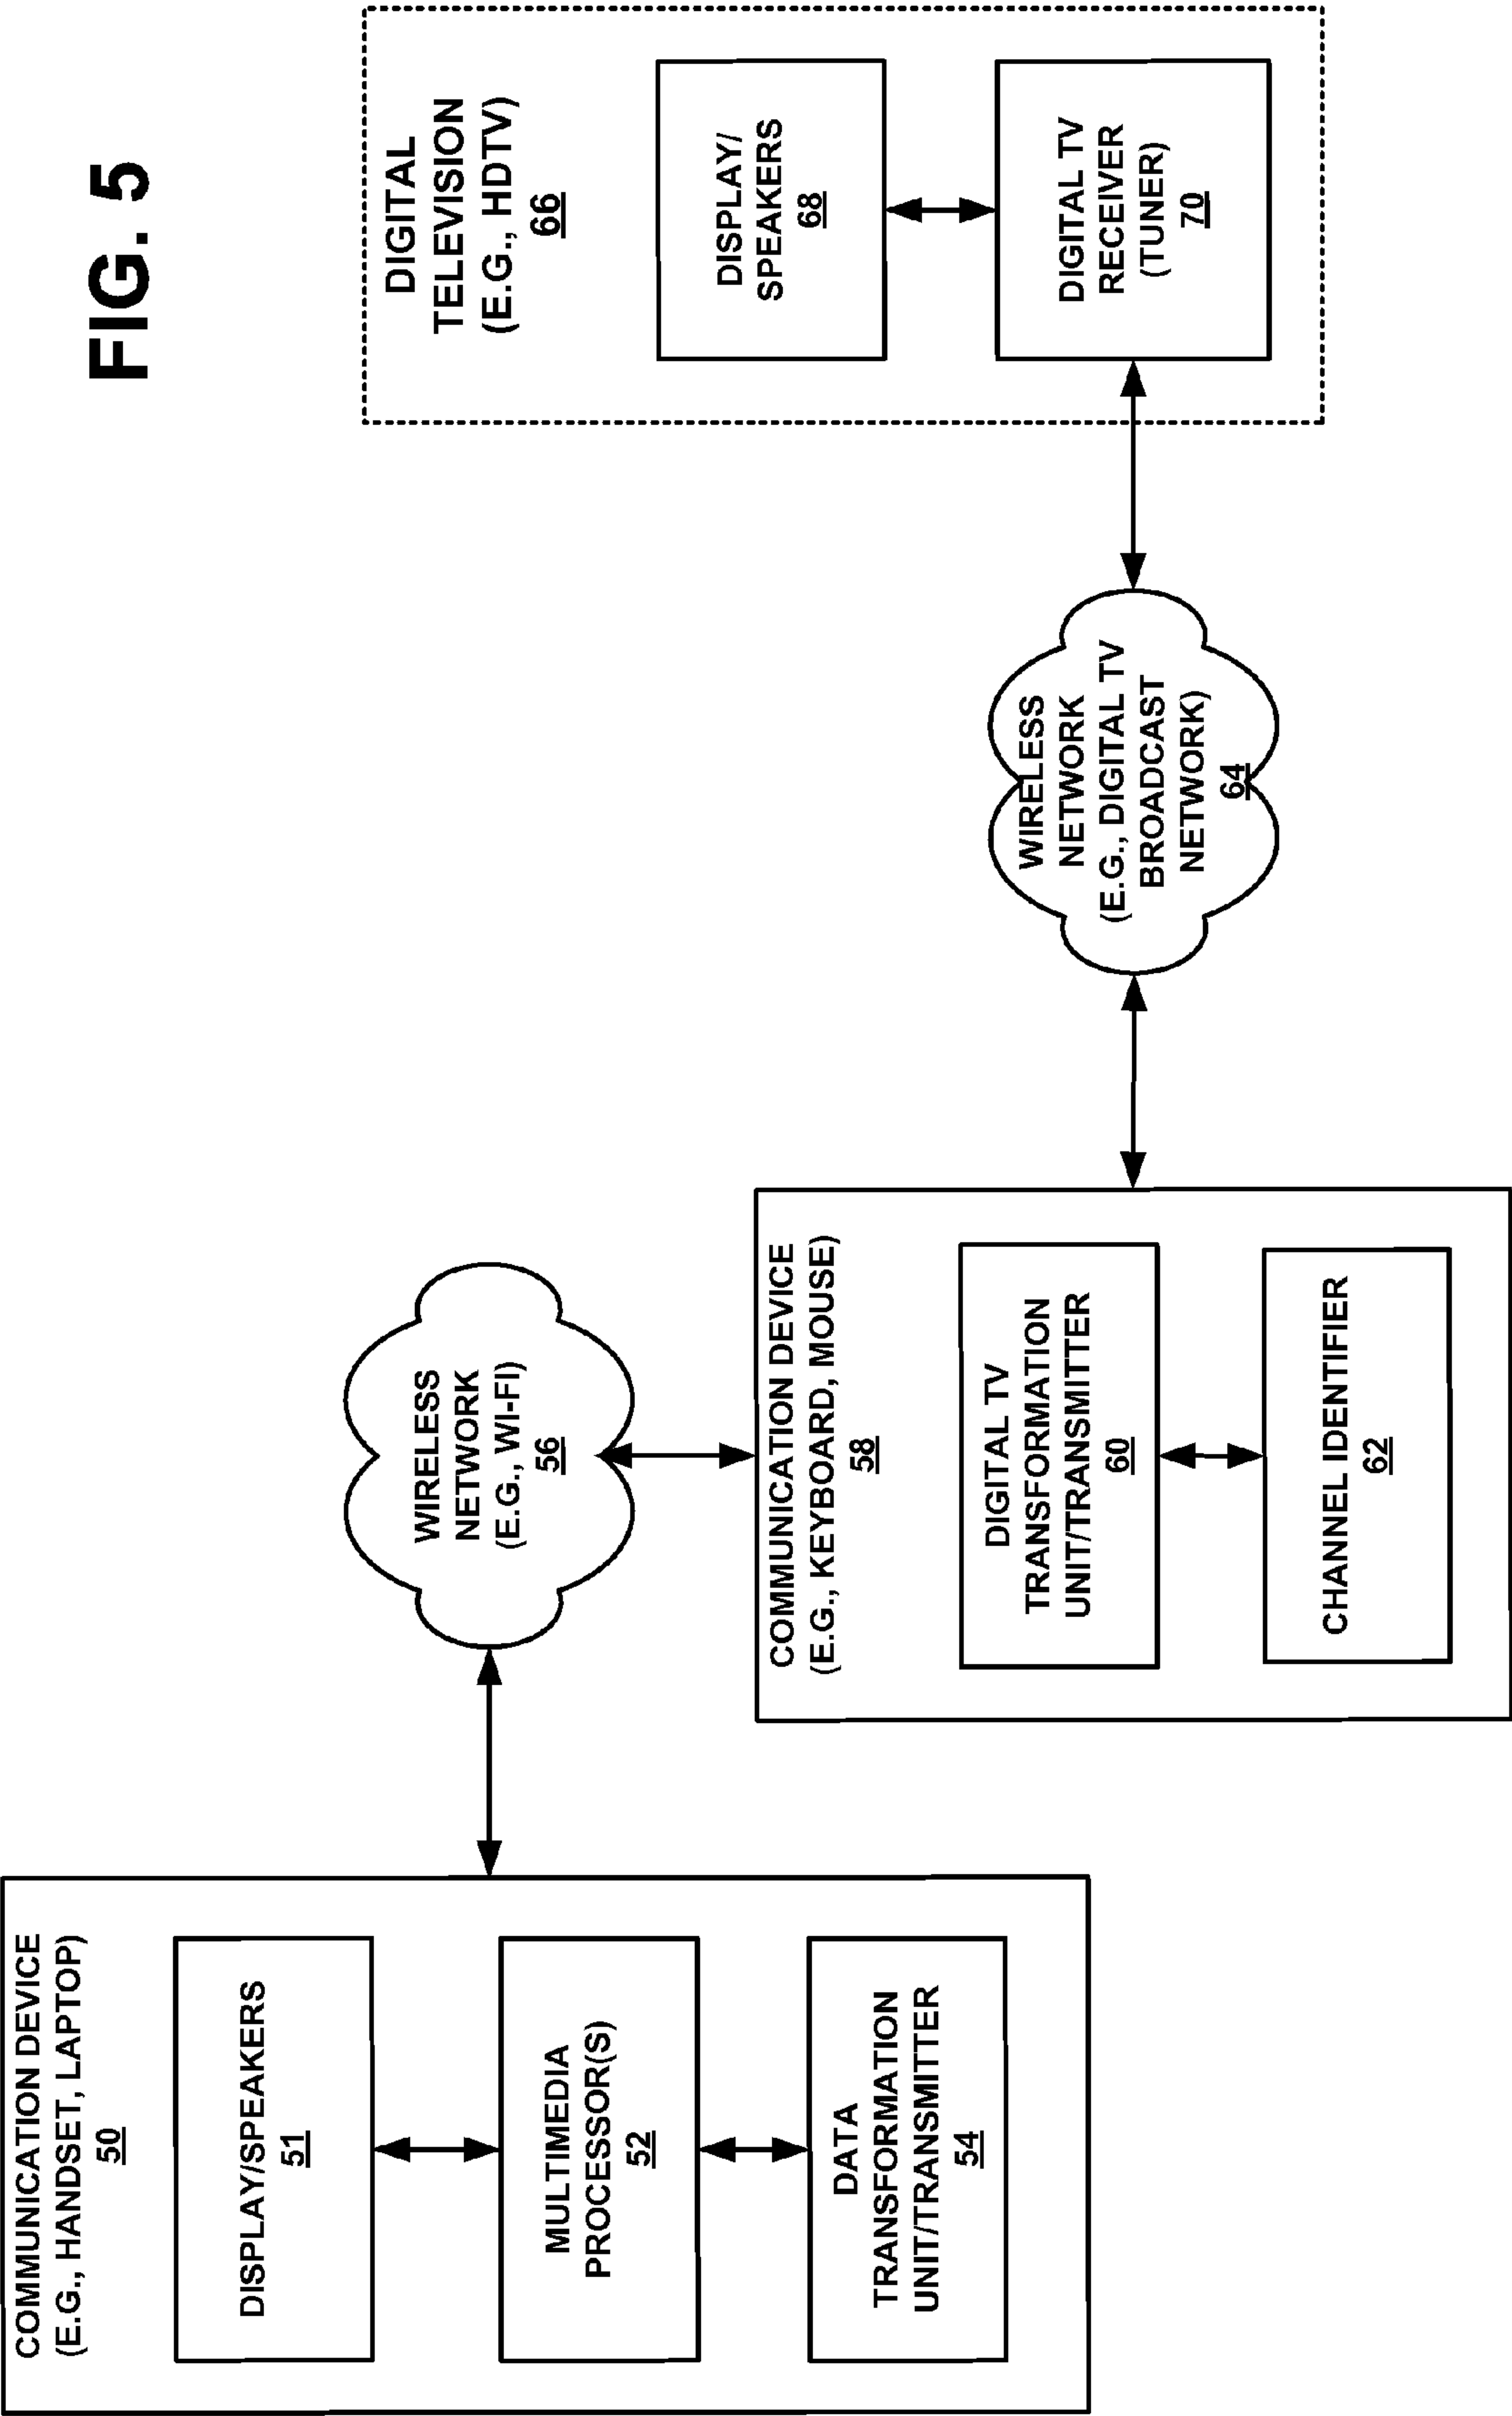 FIG. 5
COMMUNICATION DEVICE
(E.G., HANDSET, LAPTOP)
50
DISPLAY/SPEAKERS
51
MULTIMEDIA
PROCESSOR(S)
52
DATA
TRANSFORMATION
UNIT/TRANSMITTER
54
WIRELESS
NETWORK
(E.G., WI-FI)
56
COMMUNICATION DEVICE
(E.G., KEYBOARD, MOUSE)
58
DIGITAL TV
TRANSFORMATION
UNIT/TRANSMITTER
60
CHANNEL IDENTIFIER
62
WIRELESS
NETWORK
(E.G., DIGITAL TV
BROADCAST
NETWORK)
64
DIGITAL
TELEVISION
(E.G., HDTV)
66
DISPLAY/
SPEAKERS
68
DIGITAL TV
RECEIVER
(TUNER)
70